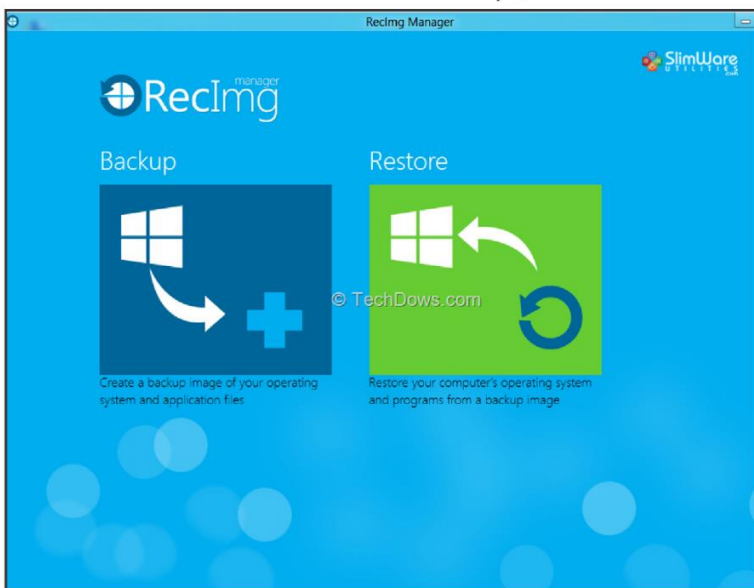 RecImg Manager
SlimWare
UTILITIES
.com
manager
RecImg
Backup
Restore
© TechDows.com
Create a backup image of your operating
system and application files
Restore your computer's operating system
and programs from a backup image